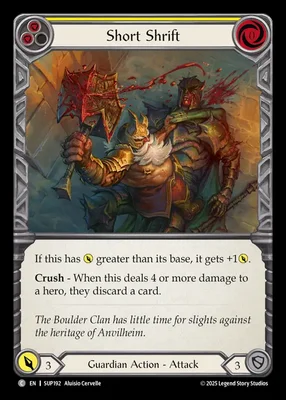 Short Shrift
If this has greater than its base, it gets +1.
Crush - When this deals 4 or more damage to
a hero, they discard a card.
The Boulder Clan has little time for slights against
the heritage of Anvilheim.
3 Guardian Action - Attack 3
C EN SUP192 Aluisio Cervelle © 2025 Legend Story Studios